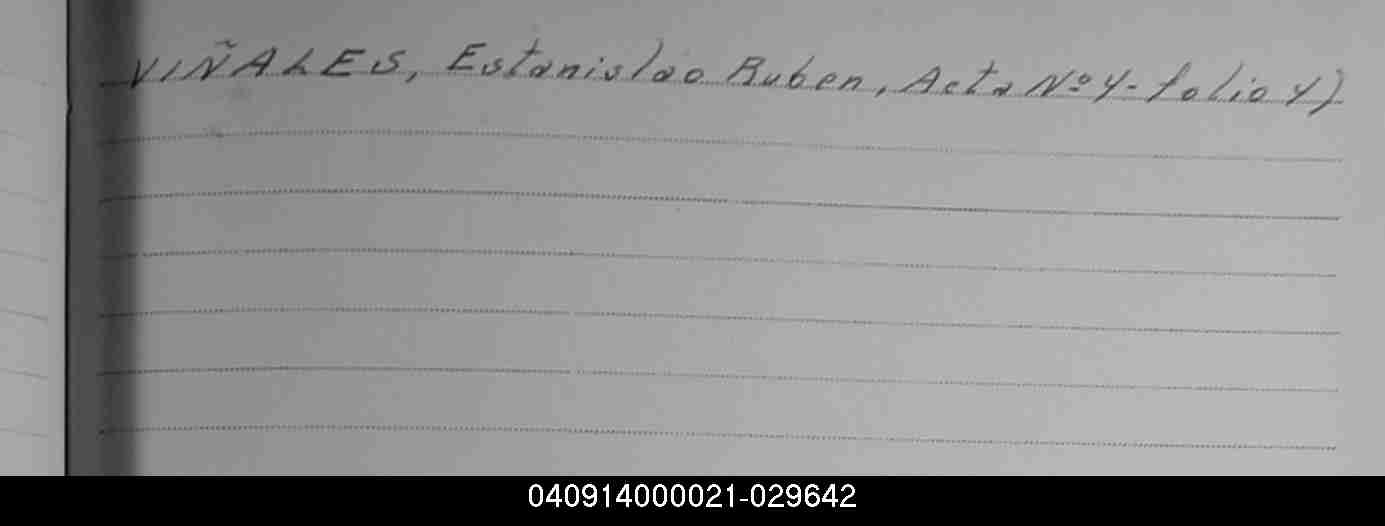 VIÑALES, Estanislao Ruben, Acta Nº 4- folio 4)
040914000021-029642